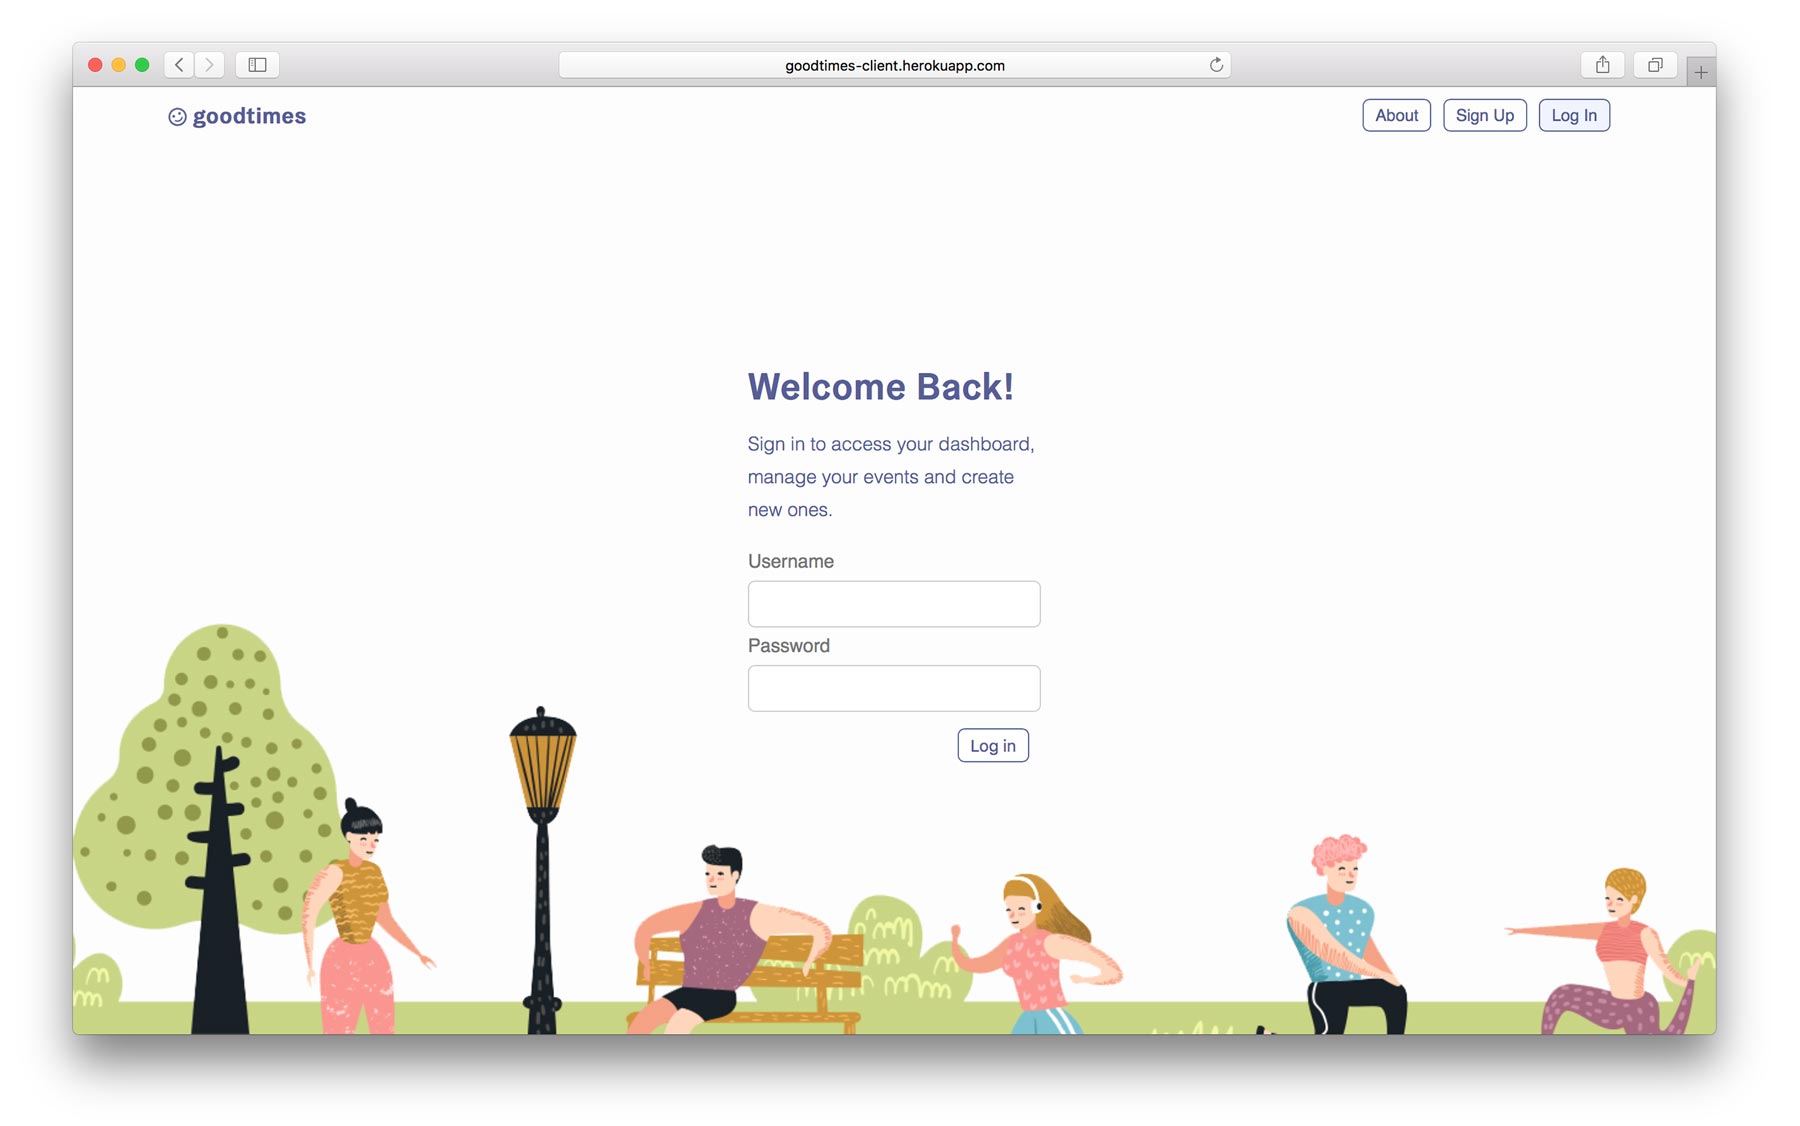 goodtimes-client.herokuapp.com
goodtimes
About
Sign Up
Log In
Welcome Back!
Sign in to access your dashboard,
manage your events and create
new ones.
Username
Password
Log in